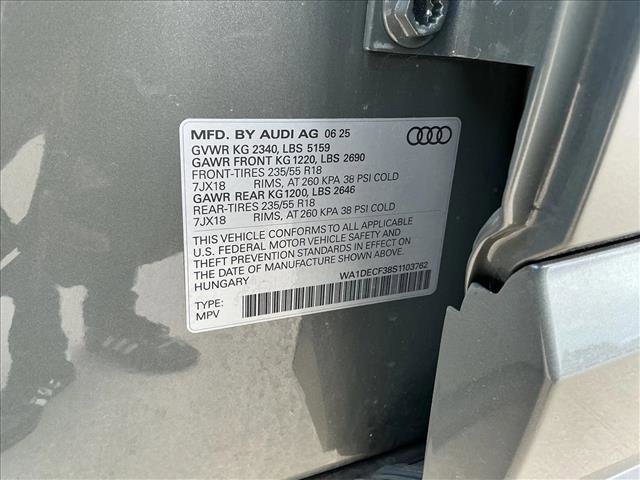 MFD. BY AUDI AG 06 25
GVWR KG 2340, LBS 5159
GAWR FRONT KG1220, LBS 2690
FRONT-TIRES 235/55 R18
7JX18 RIMS, AT 260 KPA 38 PSI COLD
GAWR REAR KG1200, LBS 2646
REAR-TIRES 235/55 R18
7JX18 RIMS, AT 260 KPA 38 PSI COLD
THIS VEHICLE CONFORMS TO ALL APPLICABLE
U.S. FEDERAL MOTOR VEHICLE SAFETY AND
THEFT PREVENTION STANDARDS IN EFFECT ON
THE DATE OF MANUFACTURE SHOWN ABOVE
HUNGARY WA1DECF38S1103762
TYPE:
MPV